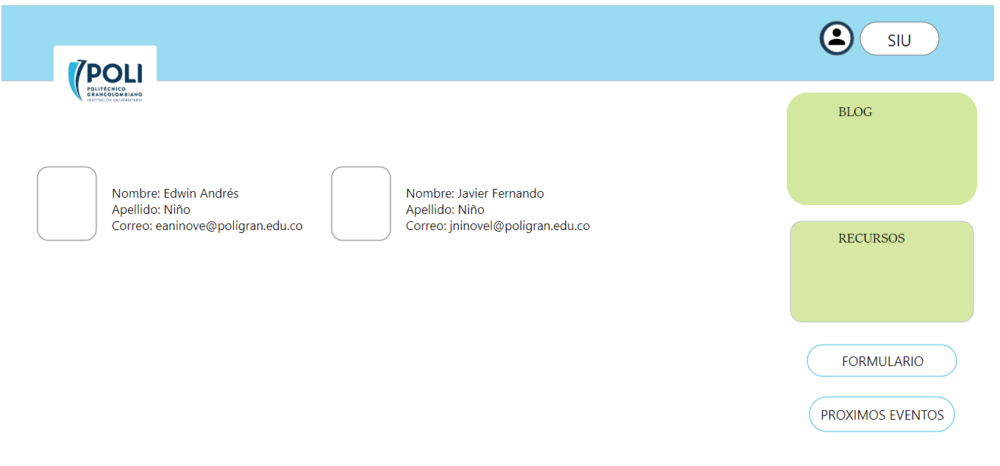 SIU
POLI
POLITÉCNICO
GRANCOLOMBIANO
INSTITUCIÓN UNIVERSITARIA
BLOG
Nombre: Edwin Andrés
Apellido: Niño
Correo: eaninove@poligran.edu.co
Nombre: Javier Fernando
Apellido: Niño
Correo: jninovel@poligran.edu.co
RECURSOS
FORMULARIO
PROXIMOS EVENTOS